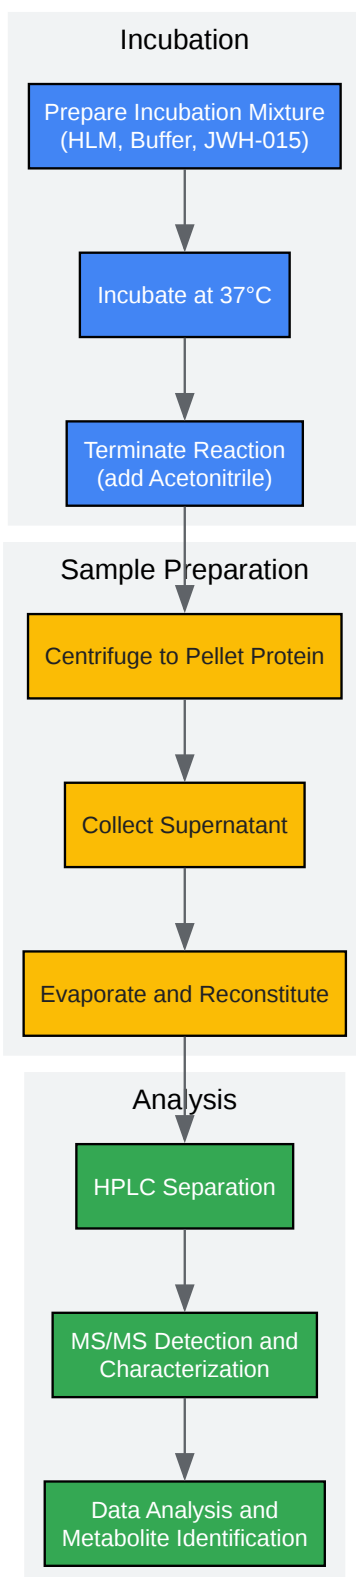 Incubation
Prepare Incubation Mixture
(HLM, Buffer, JWH-015)
Incubate at 37°C
Terminate Reaction
(add Acetonitrile)
Sample Preparation
Centrifuge to Pellet Protein
Collect Supernatant
Evaporate and Reconstitute
Analysis
HPLC Separation
MS/MS Detection and
Characterization
Data Analysis and
Metabolite Identification